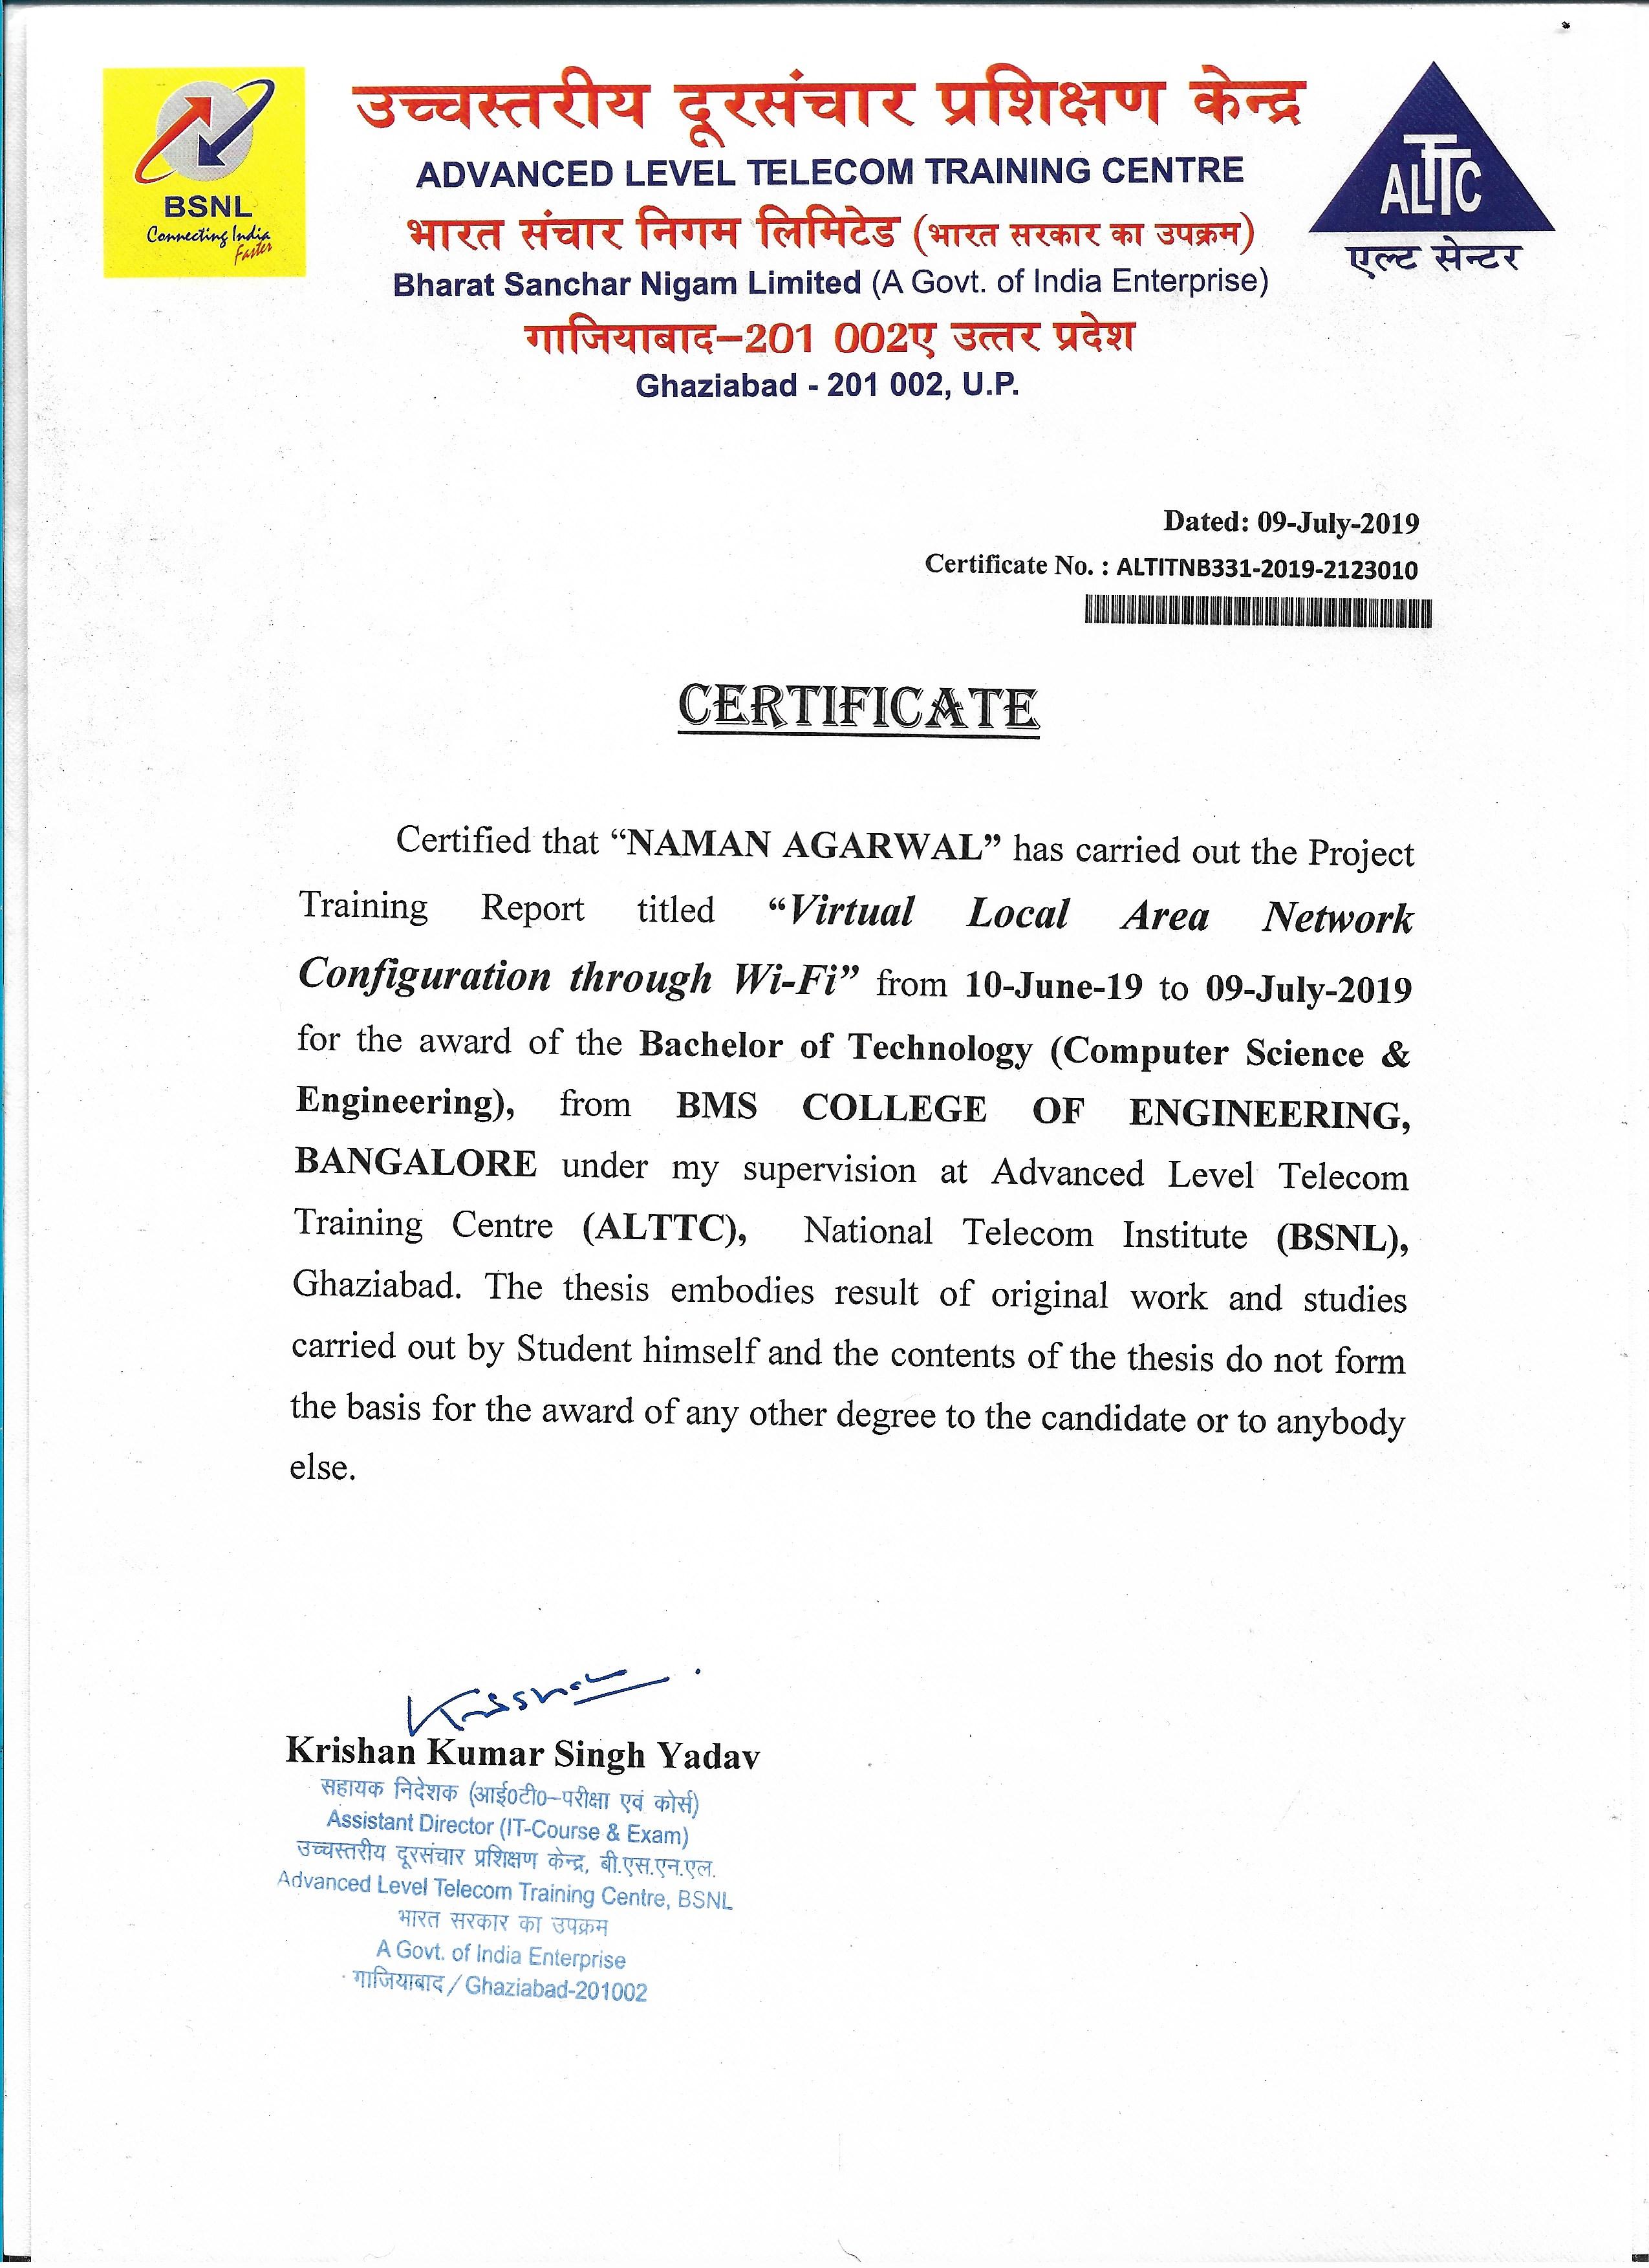 उच्चस्तरीय दूरसंचार प्रशिक्षण केन्द्र
ADVANCED LEVEL TELECOM TRAINING CENTRE
भारत संचार निगम लिमिटेड (भारत सरकार का उपक्रम)
Bharat Sanchar Nigam Limited (A Govt. of India Enterprise)
गाजियाबाद–201 002ए उत्तर प्रदेश
Ghaziabad - 201 002, U.P.
BSNL
Connecting India
Faster
ALTTC
एल्ट सेन्टर
Dated: 09-July-2019
Certificate No. : ALTITNB331-2019-2123010
CERTIFICATE
Certified that “NAMAN AGARWAL” has carried out the Project
Training Report titled “Virtual Local Area Network
Configuration through Wi-Fi” from 10-June-19 to 09-July-2019
for the award of the Bachelor of Technology (Computer Science &
Engineering), from BMS COLLEGE OF ENGINEERING,
BANGALORE under my supervision at Advanced Level Telecom
Training Centre (ALTTC), National Telecom Institute (BSNL),
Ghaziabad. The thesis embodies result of original work and studies
carried out by Student himself and the contents of the thesis do not form
the basis for the award of any other degree to the candidate or to anybody
else.
Krishan Kumar Singh Yadav
सहायक निदेशक (आई0टी0–परीक्षा एवं कोर्स)
Assistant Director (IT-Course & Exam)
उच्चस्तरीय दूरसंचार प्रशिक्षण केन्द्र, बी.एस.एन.एल.
Advanced Level Telecom Training Centre, BSNL
भारत सरकार का उपक्रम
A Govt. of India Enterprise
गाजियाबाद / Ghaziabad-201002